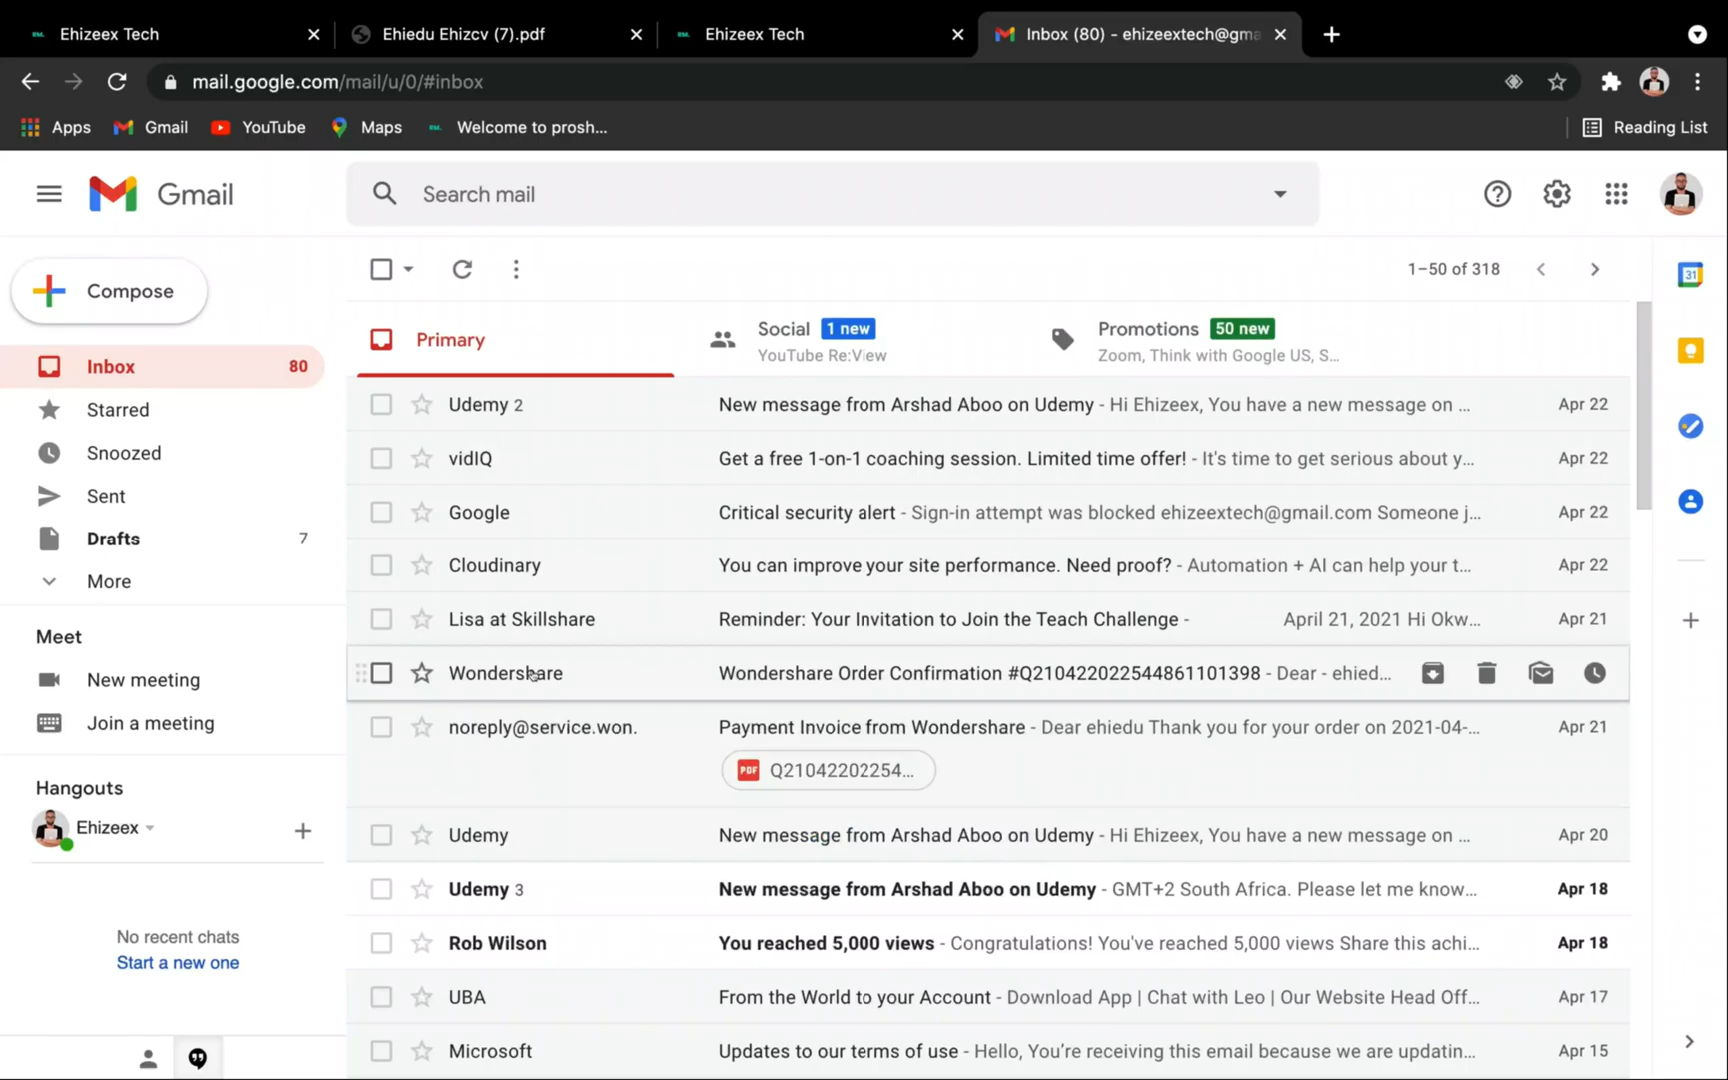 Ehizeex Tech
Ehiedu Ehizcv (7).pdf
Ehizeex Tech
Inbox (80) - ehizeextech@gma
mail.google.com/mail/u/0/#inbox
Apps
Gmail
YouTube
Maps
Welcome to prosh...
Reading List
Gmail
Search mail
Compose
1–50 of 318
Inbox 80
Starred
Snoozed
Sent
Drafts 7
More
Meet
New meeting
Join a meeting
Hangouts
Ehizeex
No recent chats
Start a new one
Primary
Social 1 new
YouTube Re:View
Promotions 50 new
Zoom, Think with Google US, S...
Udemy 2 New message from Arshad Aboo on Udemy - Hi Ehizeex, You have a new message on ... Apr 22
vidIQ Get a free 1-on-1 coaching session. Limited time offer! - It's time to get serious about y... Apr 22
Google Critical security alert - Sign-in attempt was blocked ehizeextech@gmail.com Someone j... Apr 22
Cloudinary You can improve your site performance. Need proof? - Automation + AI can help your t... Apr 22
Lisa at Skillshare Reminder: Your Invitation to Join the Teach Challenge - April 21, 2021 Hi Okw... Apr 21
Wondershare Wondershare Order Confirmation #Q210422022544861101398 - Dear - ehied...
noreply@service.won. Payment Invoice from Wondershare - Dear ehiedu Thank you for your order on 2021-04-... Apr 21
PDF Q21042202254...
Udemy New message from Arshad Aboo on Udemy - Hi Ehizeex, You have a new message on ... Apr 20
Udemy 3 New message from Arshad Aboo on Udemy - GMT+2 South Africa. Please let me know... Apr 18
Rob Wilson You reached 5,000 views - Congratulations! You've reached 5,000 views Share this achi... Apr 18
UBA From the World to your Account - Download App | Chat with Leo | Our Website Head Off... Apr 17
Microsoft Updates to our terms of use - Hello, You're receiving this email because we are updatin... Apr 15
31